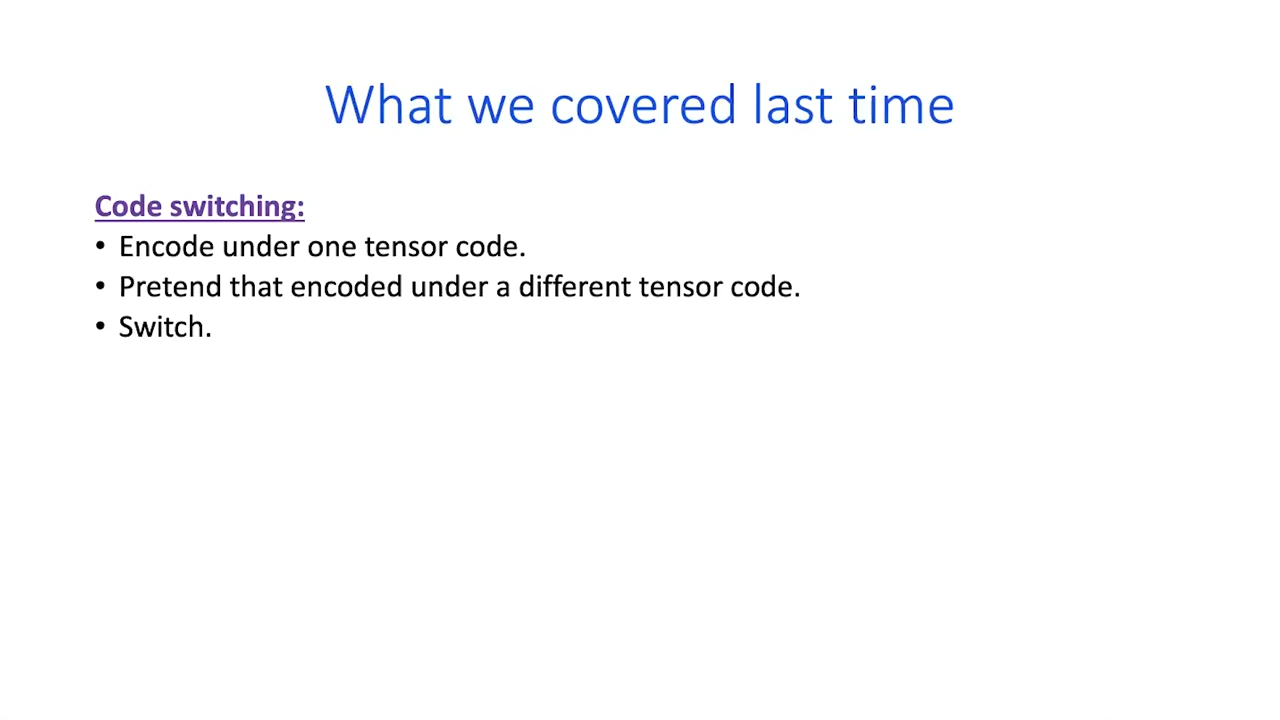 What we covered last time
Code switching:
• Encode under one tensor code.
• Pretend that encoded under a different tensor code.
• Switch.